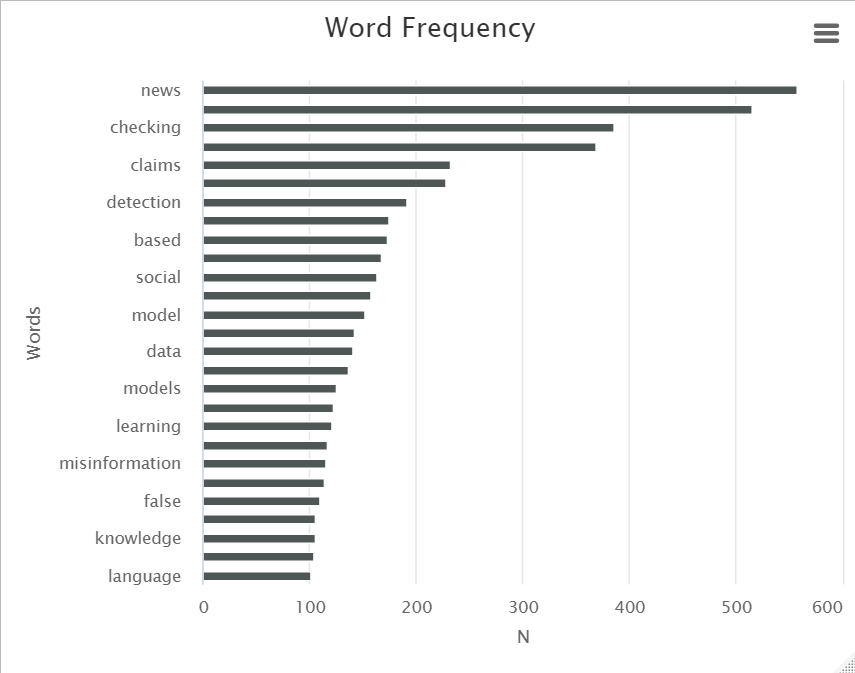 Word Frequency
news
checking
claims
detection
based
social
model
data
models
learning
misinformation
false
knowledge
language
Words
0 100 200 300 400 500 600
N